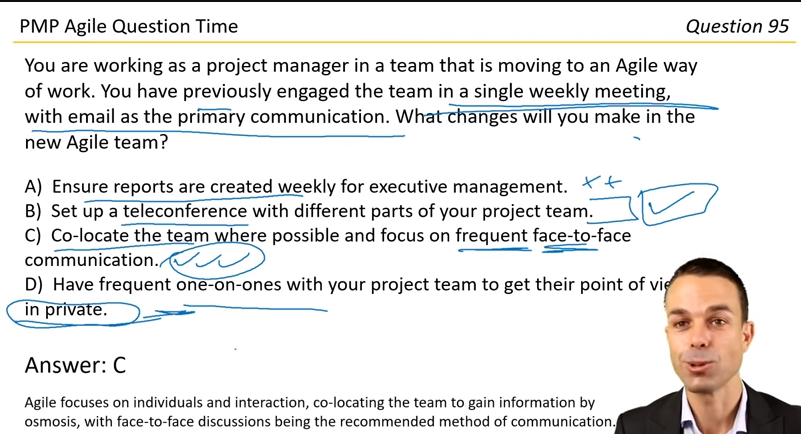 PMP Agile Question Time
Question 95
You are working as a project manager in a team that is moving to an Agile way
of work. You have previously engaged the team in a single weekly meeting,
with email as the primary communication. What changes will you make in the
new Agile team?
A) Ensure reports are created weekly for executive management.
B) Set up a teleconference with different parts of your project team.
C) Co-locate the team where possible and focus on frequent face-to-face
communication.
D) Have frequent one-on-ones with your project team to get their point of
in private.
Answer: C
Agile focuses on individuals and interaction, co-locating the team to gain information by
osmosis, with face-to-face discussions being the recommended method of communication.